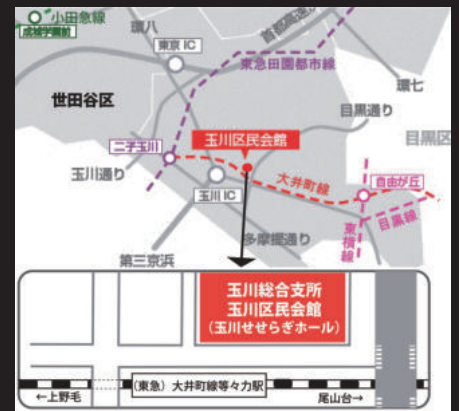 小田急線
成城学園前
環八
首都高速
東京IC
東急田園都市線
環七
世田谷区
目黒通り
玉川区民会館
目黒区
二子玉川
玉川通り
玉川IC
大井町線
自由が丘
多摩堤通り
東横線
目黒線
第三京浜
玉川総合支所
玉川区民会館
(玉川せせらぎホール)
(東急)大井町線等々力駅
←上野毛
尾山台→